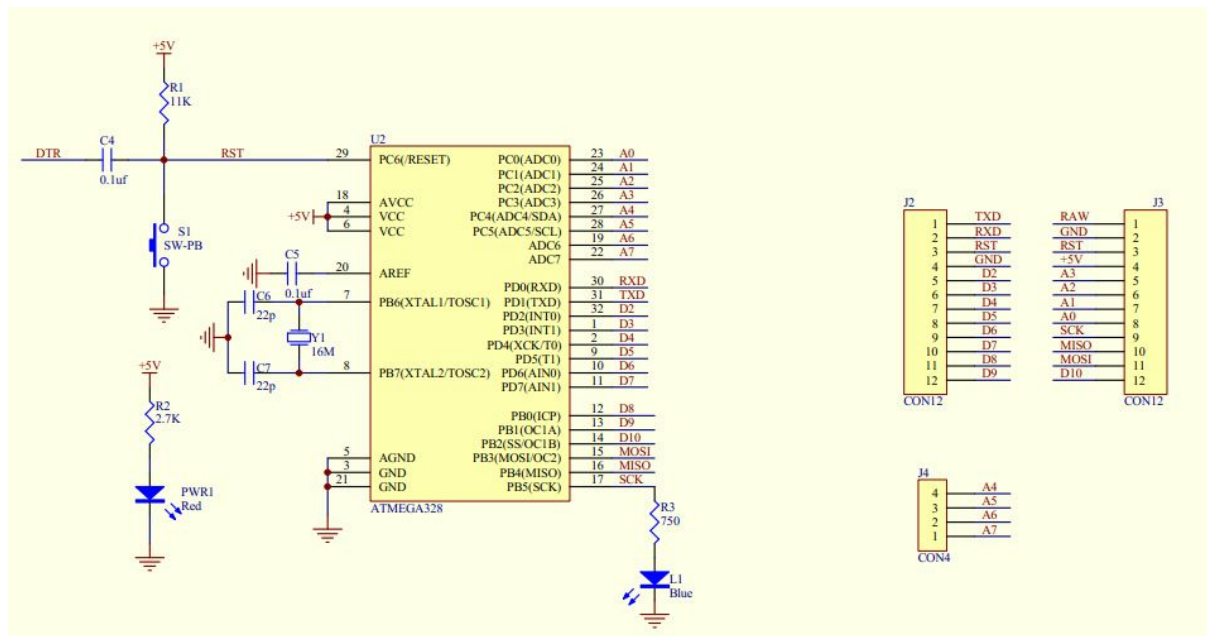 +5V
R1
11K
C4
DTR
0.1uf
RST
S1
SW-PB
U2
29 PC6(/RESET)
18 AVCC
+5V 4 VCC
6 VCC
C5
0.1uf
20 AREF
C6
22p
7 PB6(XTAL1/TOSC1)
Y1
16M
C7
22p
8 PB7(XTAL2/TOSC2)
5 AGND
3 GND
21 GND
ATMEGA328
PC0(ADC0) 23 A0
PC1(ADC1) 24 A1
PC2(ADC2) 25 A2
PC3(ADC3) 26 A3
PC4(ADC4/SDA) 27 A4
PC5(ADC5/SCL) 28 A5
ADC6 19 A6
ADC7 22 A7
PD0(RXD) 30 RXD
PD1(TXD) 31 TXD
PD2(INT0) 32 D2
PD3(INT1) 1 D3
PD4(XCK/T0) 2 D4
PD5(T1) 9 D5
PD6(AIN0) 10 D6
PD7(AIN1) 11 D7
PB0(ICP) 12 D8
PB1(OC1A) 13 D9
PB2(SS/OC1B) 14 D10
PB3(MOSI/OC2) 15 MOSI
PB4(MISO) 16 MISO
PB5(SCK) 17 SCK
R3
750
L1
Blue
+5V
R2
2.7K
PWR1
Red
J2
1 TXD
2 RXD
3 RST
4 GND
5 D2
6 D3
7 D4
8 D5
9 D6
10 D7
11 D8
12 D9
CON12
J3
RAW 1
GND 2
RST 3
+5V 4
A3 5
A2 6
A1 7
A0 8
SCK 9
MISO 10
MOSI 11
D10 12
CON12
J4
4 A4
3 A5
2 A6
1 A7
CON4